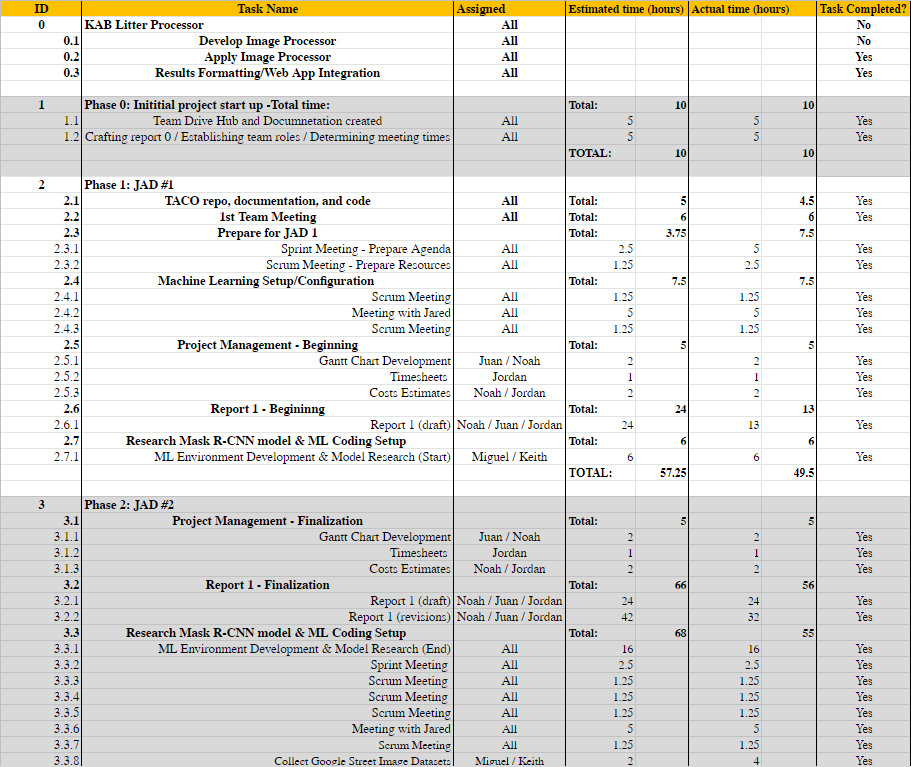 ID Task Name Assigned Estimated time (hours) Actual time (hours) Task Completed?
0 KAB Litter Processor All No
0.1 Develop Image Processor All No
0.2 Apply Image Processor All Yes
0.3 Results Formatting/Web App Integration All Yes
1 Phase 0: Inititial project start up -Total time: Total: 10 10
1.1 Team Drive Hub and Documnetation created All 5 5 Yes
1.2 Crafting report 0 / Establishing team roles / Determining meeting times All 5 5 Yes
TOTAL: 10 10
2 Phase 1: JAD #1
2.1 TACO repo, documentation, and code All Total: 5 4.5 Yes
2.2 1st Team Meeting All Total: 6 6 Yes
2.3 Prepare for JAD 1 Total: 3.75 7.5 Yes
2.3.1 Sprint Meeting - Prepare Agenda All 2.5 5 Yes
2.3.2 Scrum Meeting - Prepare Resources All 1.25 2.5 Yes
2.4 Machine Learning Setup/Configuration Total: 7.5 7.5 Yes
2.4.1 Scrum Meeting All 1.25 1.25 Yes
2.4.2 Meeting with Jared All 5 5 Yes
2.4.3 Scrum Meeting All 1.25 1.25 Yes
2.5 Project Management - Beginning Total: 5 5 Yes
2.5.1 Gantt Chart Development Juan / Noah 2 2 Yes
2.5.2 Timesheets Jordan 1 1 Yes
2.5.3 Costs Estimates Noah / Jordan 2 2 Yes
2.6 Report 1 - Begininng Total: 24 13 Yes
2.6.1 Report 1 (draft) Noah / Juan / Jordan 24 13 Yes
2.7 Research Mask R-CNN model & ML Coding Setup Total: 6 6 Yes
2.7.1 ML Environment Development & Model Research (Start) Miguel / Keith 6 6 Yes
TOTAL: 57.25 49.5
3 Phase 2: JAD #2
3.1 Project Management - Finalization Total: 5 5 Yes
3.1.1 Gantt Chart Development Juan / Noah 2 2 Yes
3.1.2 Timesheets Jordan 1 1 Yes
3.1.3 Costs Estimates Noah / Jordan 2 2 Yes
3.2 Report 1 - Finalization Total: 66 56 Yes
3.2.1 Report 1 (draft) Noah / Juan / Jordan 24 24 Yes
3.2.2 Report 1 (revisions) Noah / Juan / Jordan 42 32 Yes
3.3 Research Mask R-CNN model & ML Coding Setup Total: 68 55 Yes
3.3.1 ML Environment Development & Model Research (End) All 16 16 Yes
3.3.2 Sprint Meeting All 2.5 2.5 Yes
3.3.3 Scrum Meeting All 1.25 1.25 Yes
3.3.4 Scrum Meeting All 1.25 1.25 Yes
3.3.5 Scrum Meeting All 1.25 1.25 Yes
3.3.6 Meeting with Jared All 5 5 Yes
3.3.7 Scrum Meeting All 1.25 1.25 Yes
3.3.8 Collect Google Street Image Datasets Miguel / Keith 2 4 Yes